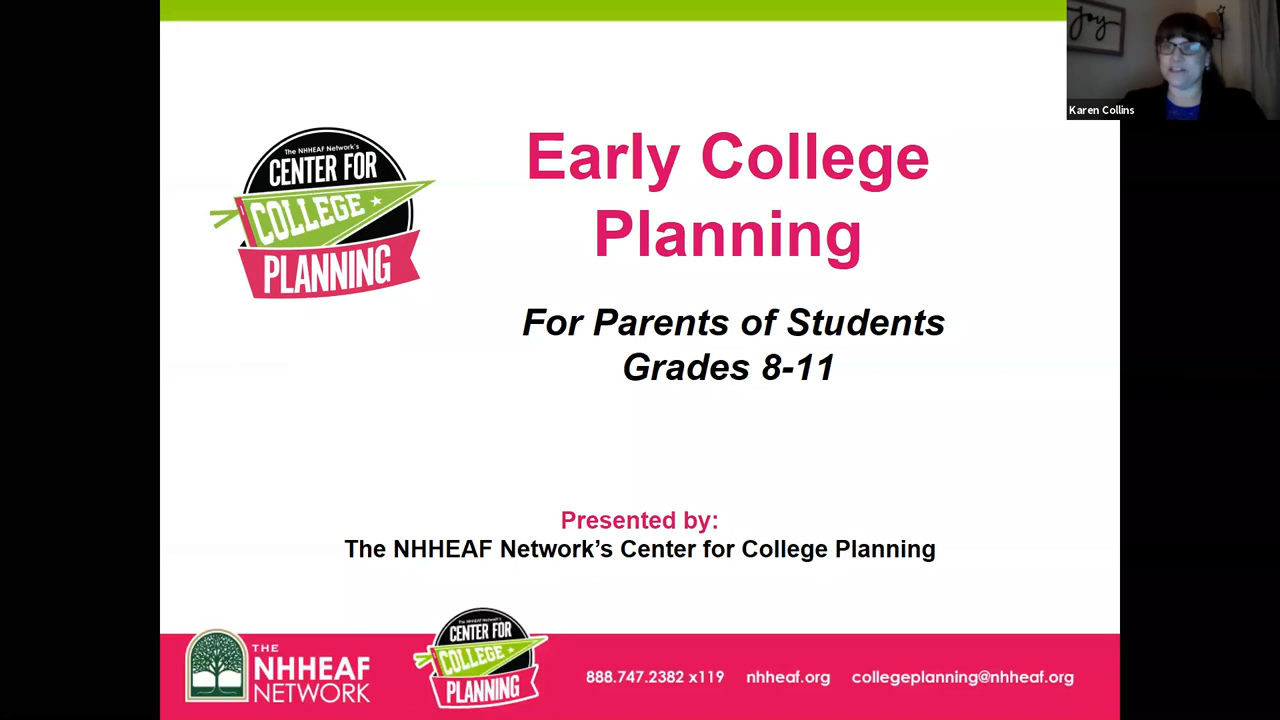 Joy
Karen Collins
The NHHEAF Network's
CENTER FOR
COLLEGE
PLANNING
Early College
Planning
For Parents of Students
Grades 8-11
Presented by:
The NHHEAF Network’s Center for College Planning
THE
NHHEAF
NETWORK
The NHHEAF Network's
CENTER FOR
COLLEGE
PLANNING
888.747.2382 x119 nhheaf.org collegeplanning@nhheaf.org